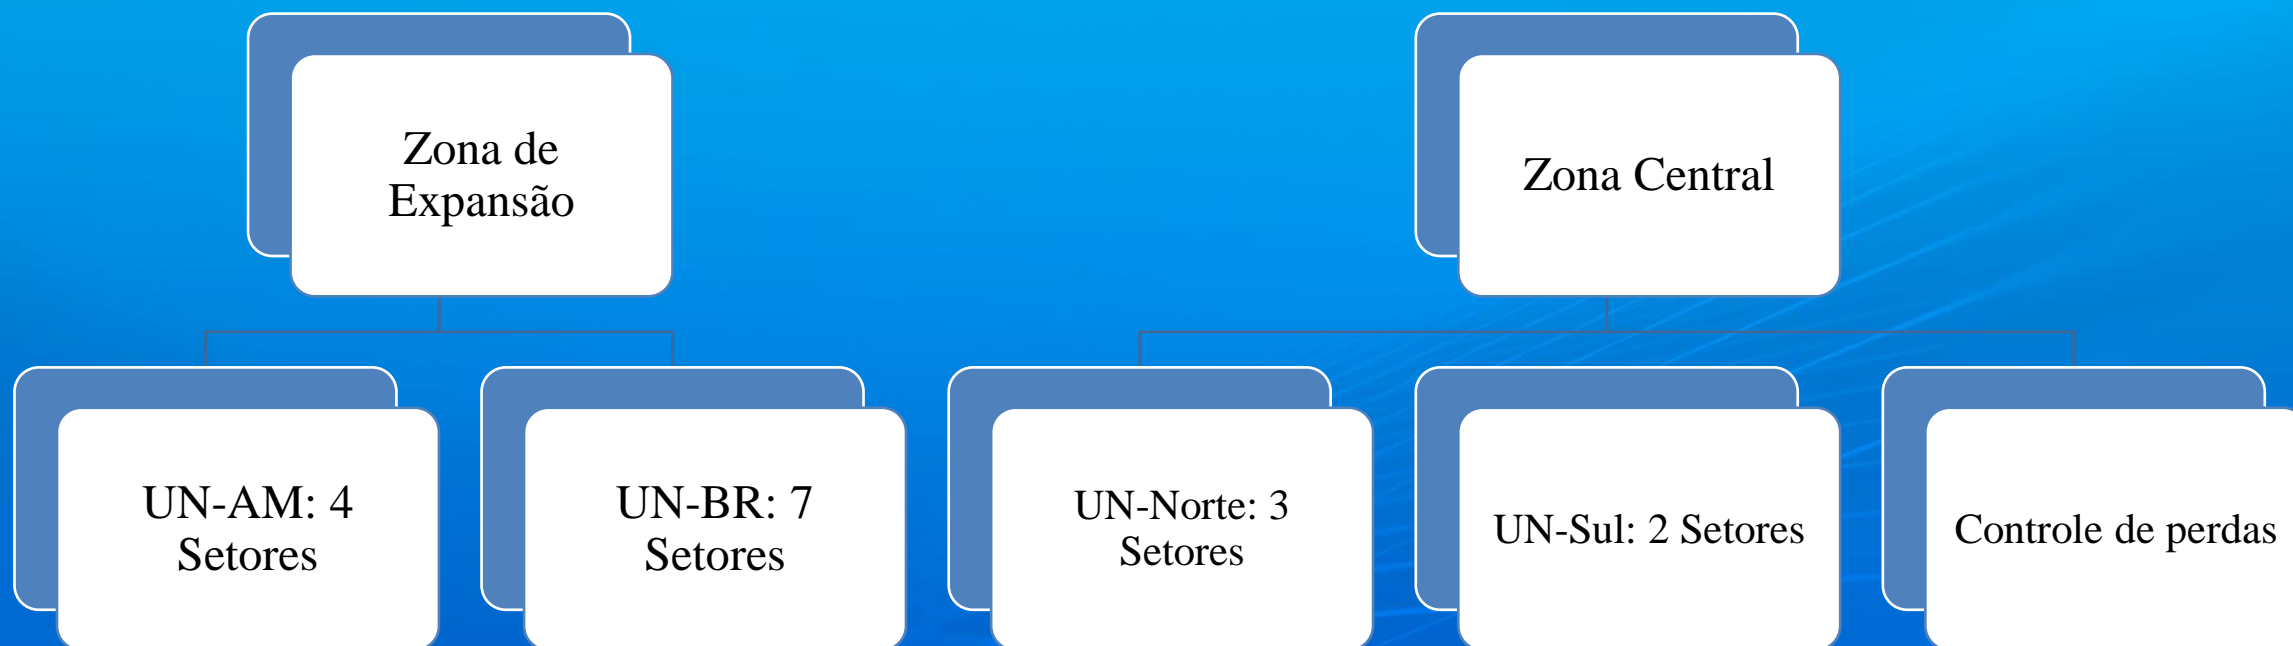 Zona de
Expansão
Zona Central
UN-AM: 4
Setores
UN-BR: 7
Setores
UN-Norte: 3
Setores
UN-Sul: 2 Setores
Controle de perdas